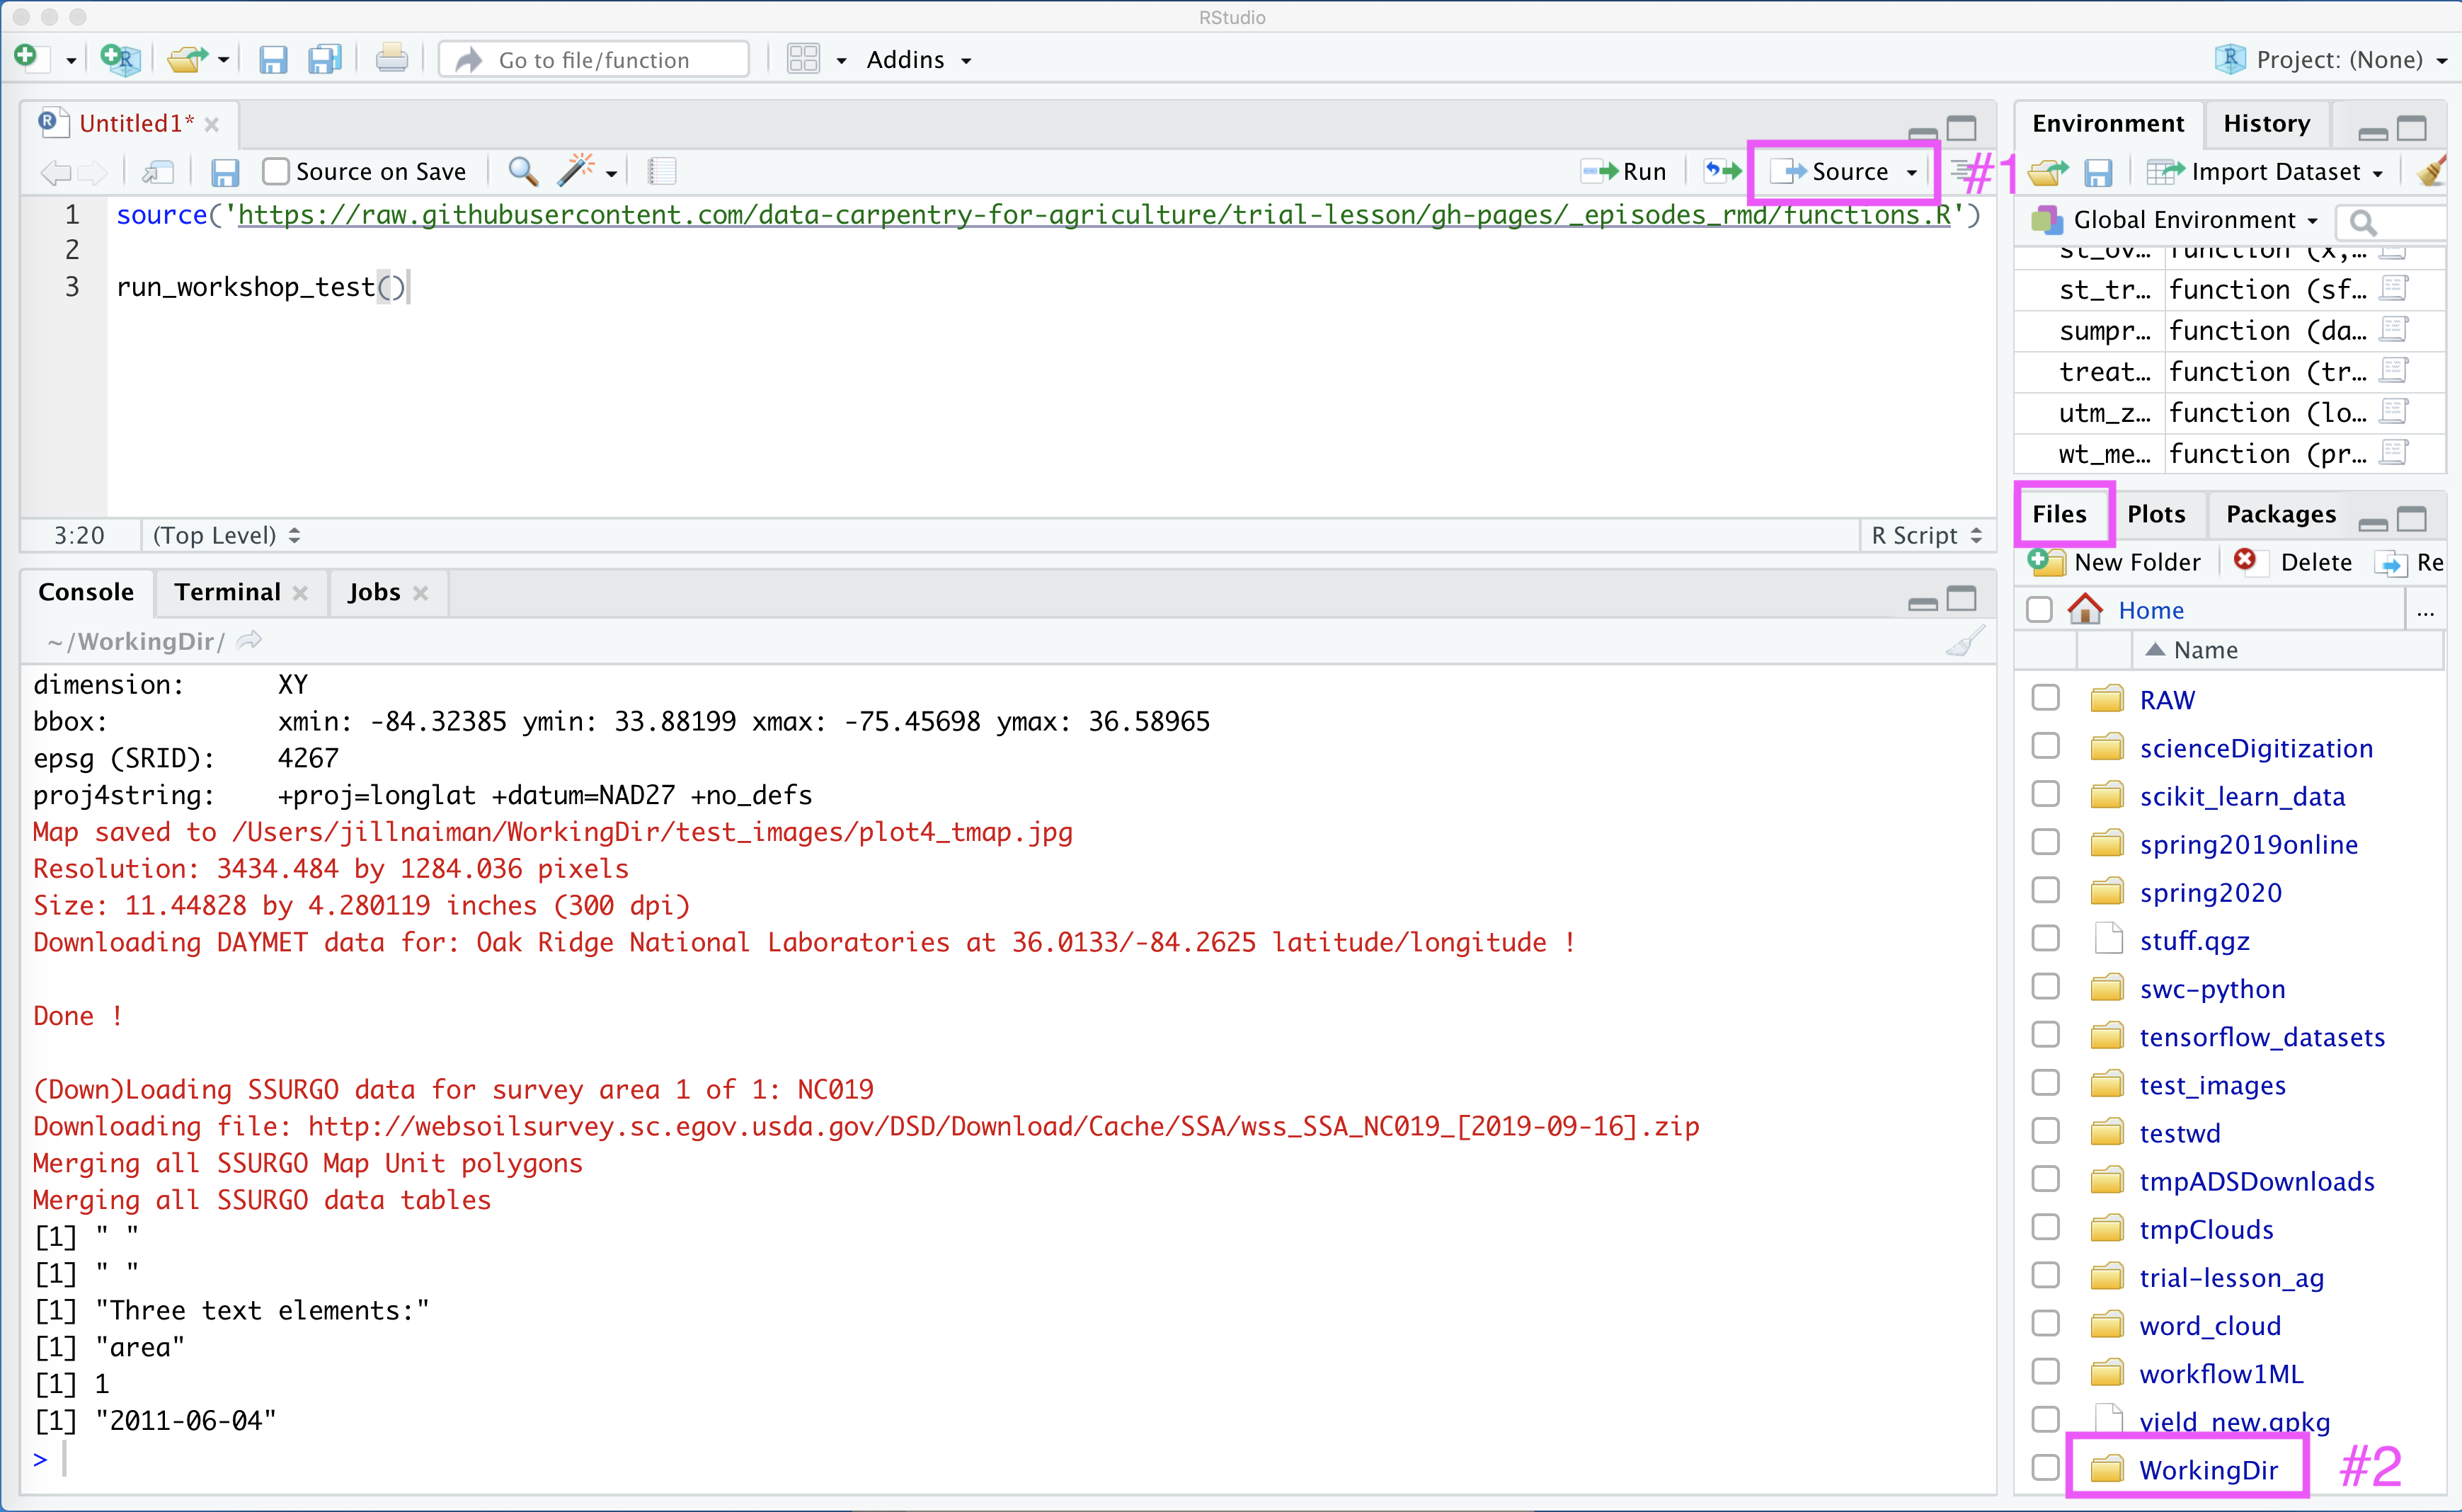 RStudio
Go to file/function
Addins
Project: (None)
Untitled1*
Source on Save
Run
Source
#1
1 source('https://raw.githubusercontent.com/data-carpentry-for-agriculture/trial-lesson/gh-pages/_episodes_rmd/functions.R')
2
3 run_workshop_test()
3:20 (Top Level) R Script
Console Terminal Jobs
~/WorkingDir/
dimension: XY
bbox: xmin: -84.32385 ymin: 33.88199 xmax: -75.45698 ymax: 36.58965
epsg (SRID): 4267
proj4string: +proj=longlat +datum=NAD27 +no_defs
Map saved to /Users/jillnaiman/WorkingDir/test_images/plot4_tmap.jpg
Resolution: 3434.484 by 1284.036 pixels
Size: 11.44828 by 4.280119 inches (300 dpi)
Downloading DAYMET data for: Oak Ridge National Laboratories at 36.0133/-84.2625 latitude/longitude !
Done !
(Down)Loading SSURGO data for survey area 1 of 1: NC019
Downloading file: http://websoilsurvey.sc.egov.usda.gov/DSD/Download/Cache/SSA/wss_SSA_NC019_[2019-09-16].zip
Merging all SSURGO Map Unit polygons
Merging all SSURGO data tables
[1] " "
[1] " "
[1] "Three text elements:"
[1] "area"
[1] 1
[1] "2011-06-04"
>
Environment History
Import Dataset
Global Environment
st_ov… function (x,…
st_tr… function (sf…
sumpr… function (da…
treat… function (tr…
utm_z… function (lo…
wt_me… function (pr…
Files Plots Packages
New Folder Delete Re
Home ...
Name
RAW
scienceDigitization
scikit_learn_data
spring2019online
spring2020
stuff.qgz
swc-python
tensorflow_datasets
test_images
testwd
tmpADSDownloads
tmpClouds
trial-lesson_ag
word_cloud
workflow1ML
yield_new.gpkg
WorkingDir
#2